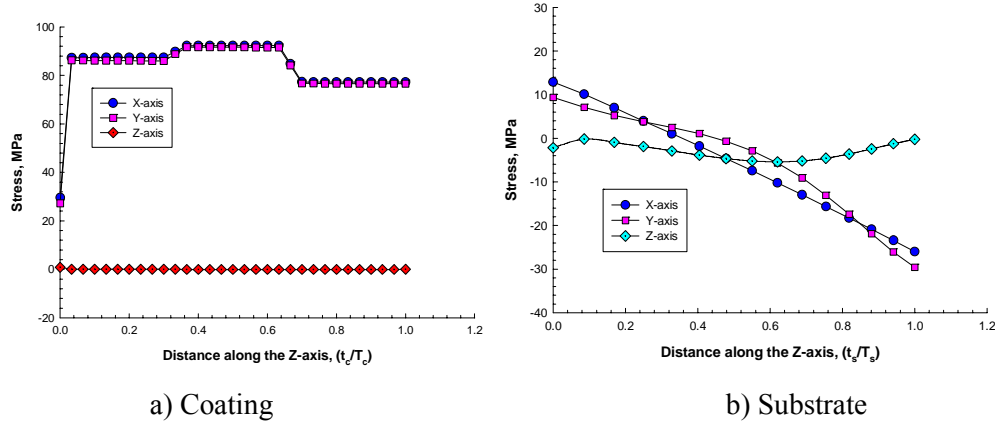 100
80
60
40
20
0
-20
Stress, MPa
X-axis
Y-axis
Z-axis
0.0 0.2 0.4 0.6 0.8 1.0 1.2
Distance along the Z-axis, (tc/Tc)
a) Coating
30
20
10
0
-10
-20
-30
-40
Stress, MPa
X-axis
Y-axis
Z-axis
0.0 0.2 0.4 0.6 0.8 1.0 1.2
Distance along the Z-axis, (ts/Ts)
b) Substrate